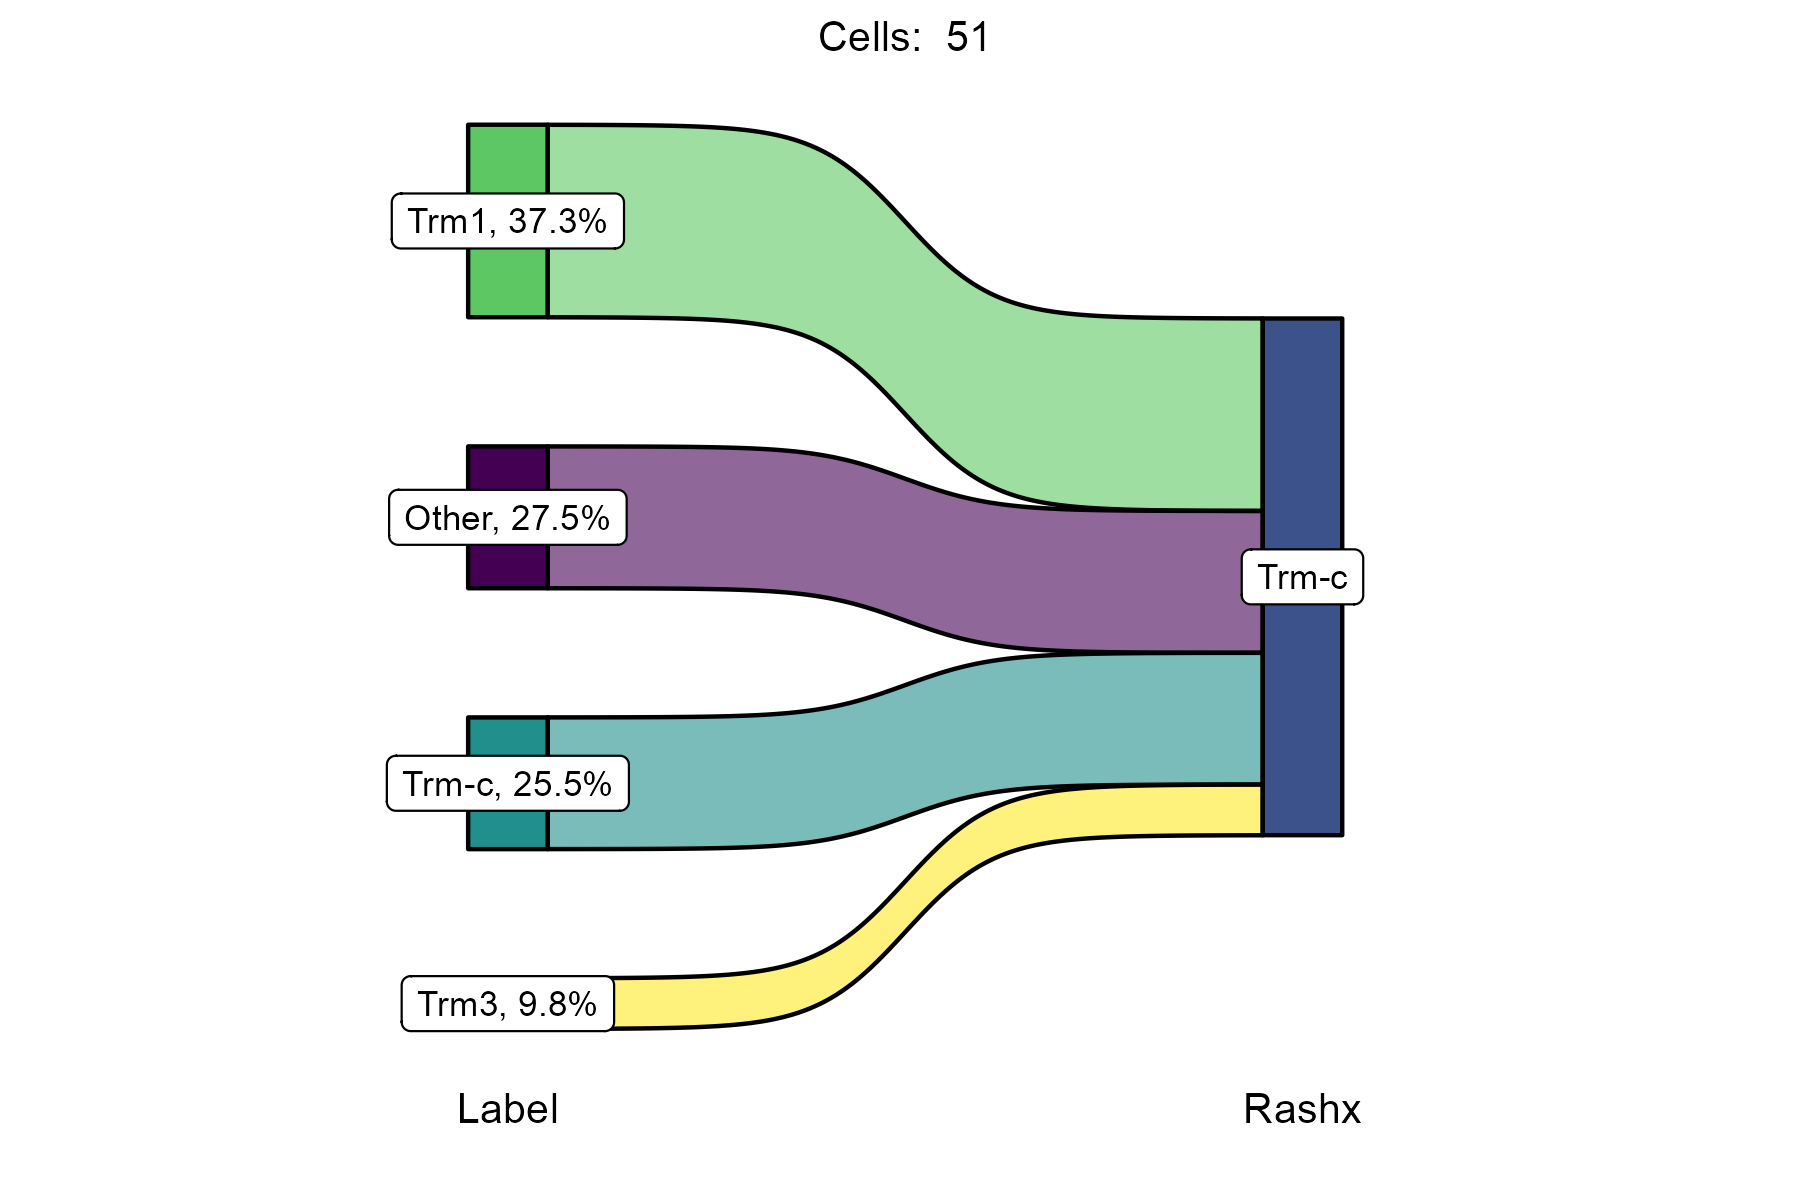 Cells:  51
Trm1, 37.3%
Other, 27.5%
Trm-c
Trm-c, 25.5%
Trm3, 9.8%
Label
Rashx